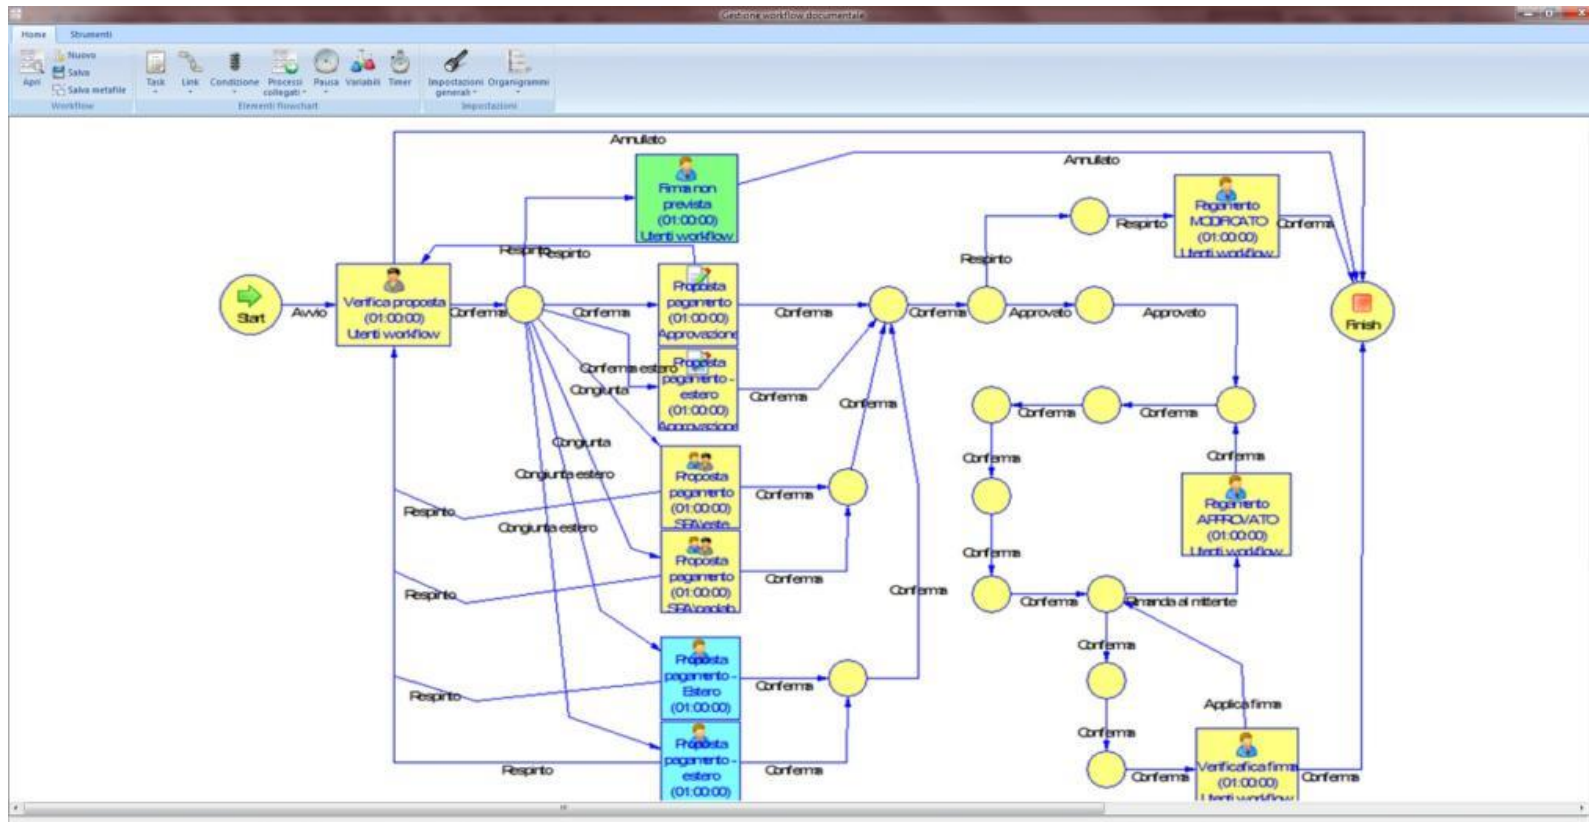 Gestione workflow documentale
Home Strumenti
Nuovo
Salva
Salva metafile
Apri
Task Link Condizione Processi collegati Pausa Variabili Timer
Impostazioni generali Organigrammi
Workflow Elementi flowchart Impostazioni
Annullato
Annullato
Firma non
prevista
(01:00:00)
Utenti workflow
Pagamento
MODIFICATO
(01:00:00)
Utenti workflow
Respinto
Conferma
Respinto
Respinto
Respinto
Start
Avvio
Verifica proposta
(01:00:00)
Utenti workflow
Conferma
Conferma
Proposta
pagamento
(01:00:00)
Approvazione
Conferma
Conferma
Approvato
Approvato
Finish
Conferma estero
Congiunta
Proposta
pagamento -
estero
(01:00:00)
Approvazione
Conferma
Conferma
Conferma
Conferma
Congiunta
Congiunta estero
Congiunta estero
Respinto
Proposta
pagamento
(01:00:00)
Conferma
Conferma
Conferma
Pagamento
APPROVATO
(01:00:00)
Utenti workflow
Conferma
Respinto
Proposta
pagamento
(01:00:00)
Conferma
Conferma
Conferma
Rimanda al mittente
Respinto
Proposta
pagamento -
Estero
(01:00:00)
Conferma
Conferma
Applica firma
Conferma
Respinto
Proposta
pagamento -
estero
(01:00:00)
Conferma
Conferma
Verificafica firma
(01:00:00)
Utenti workflow
Conferma